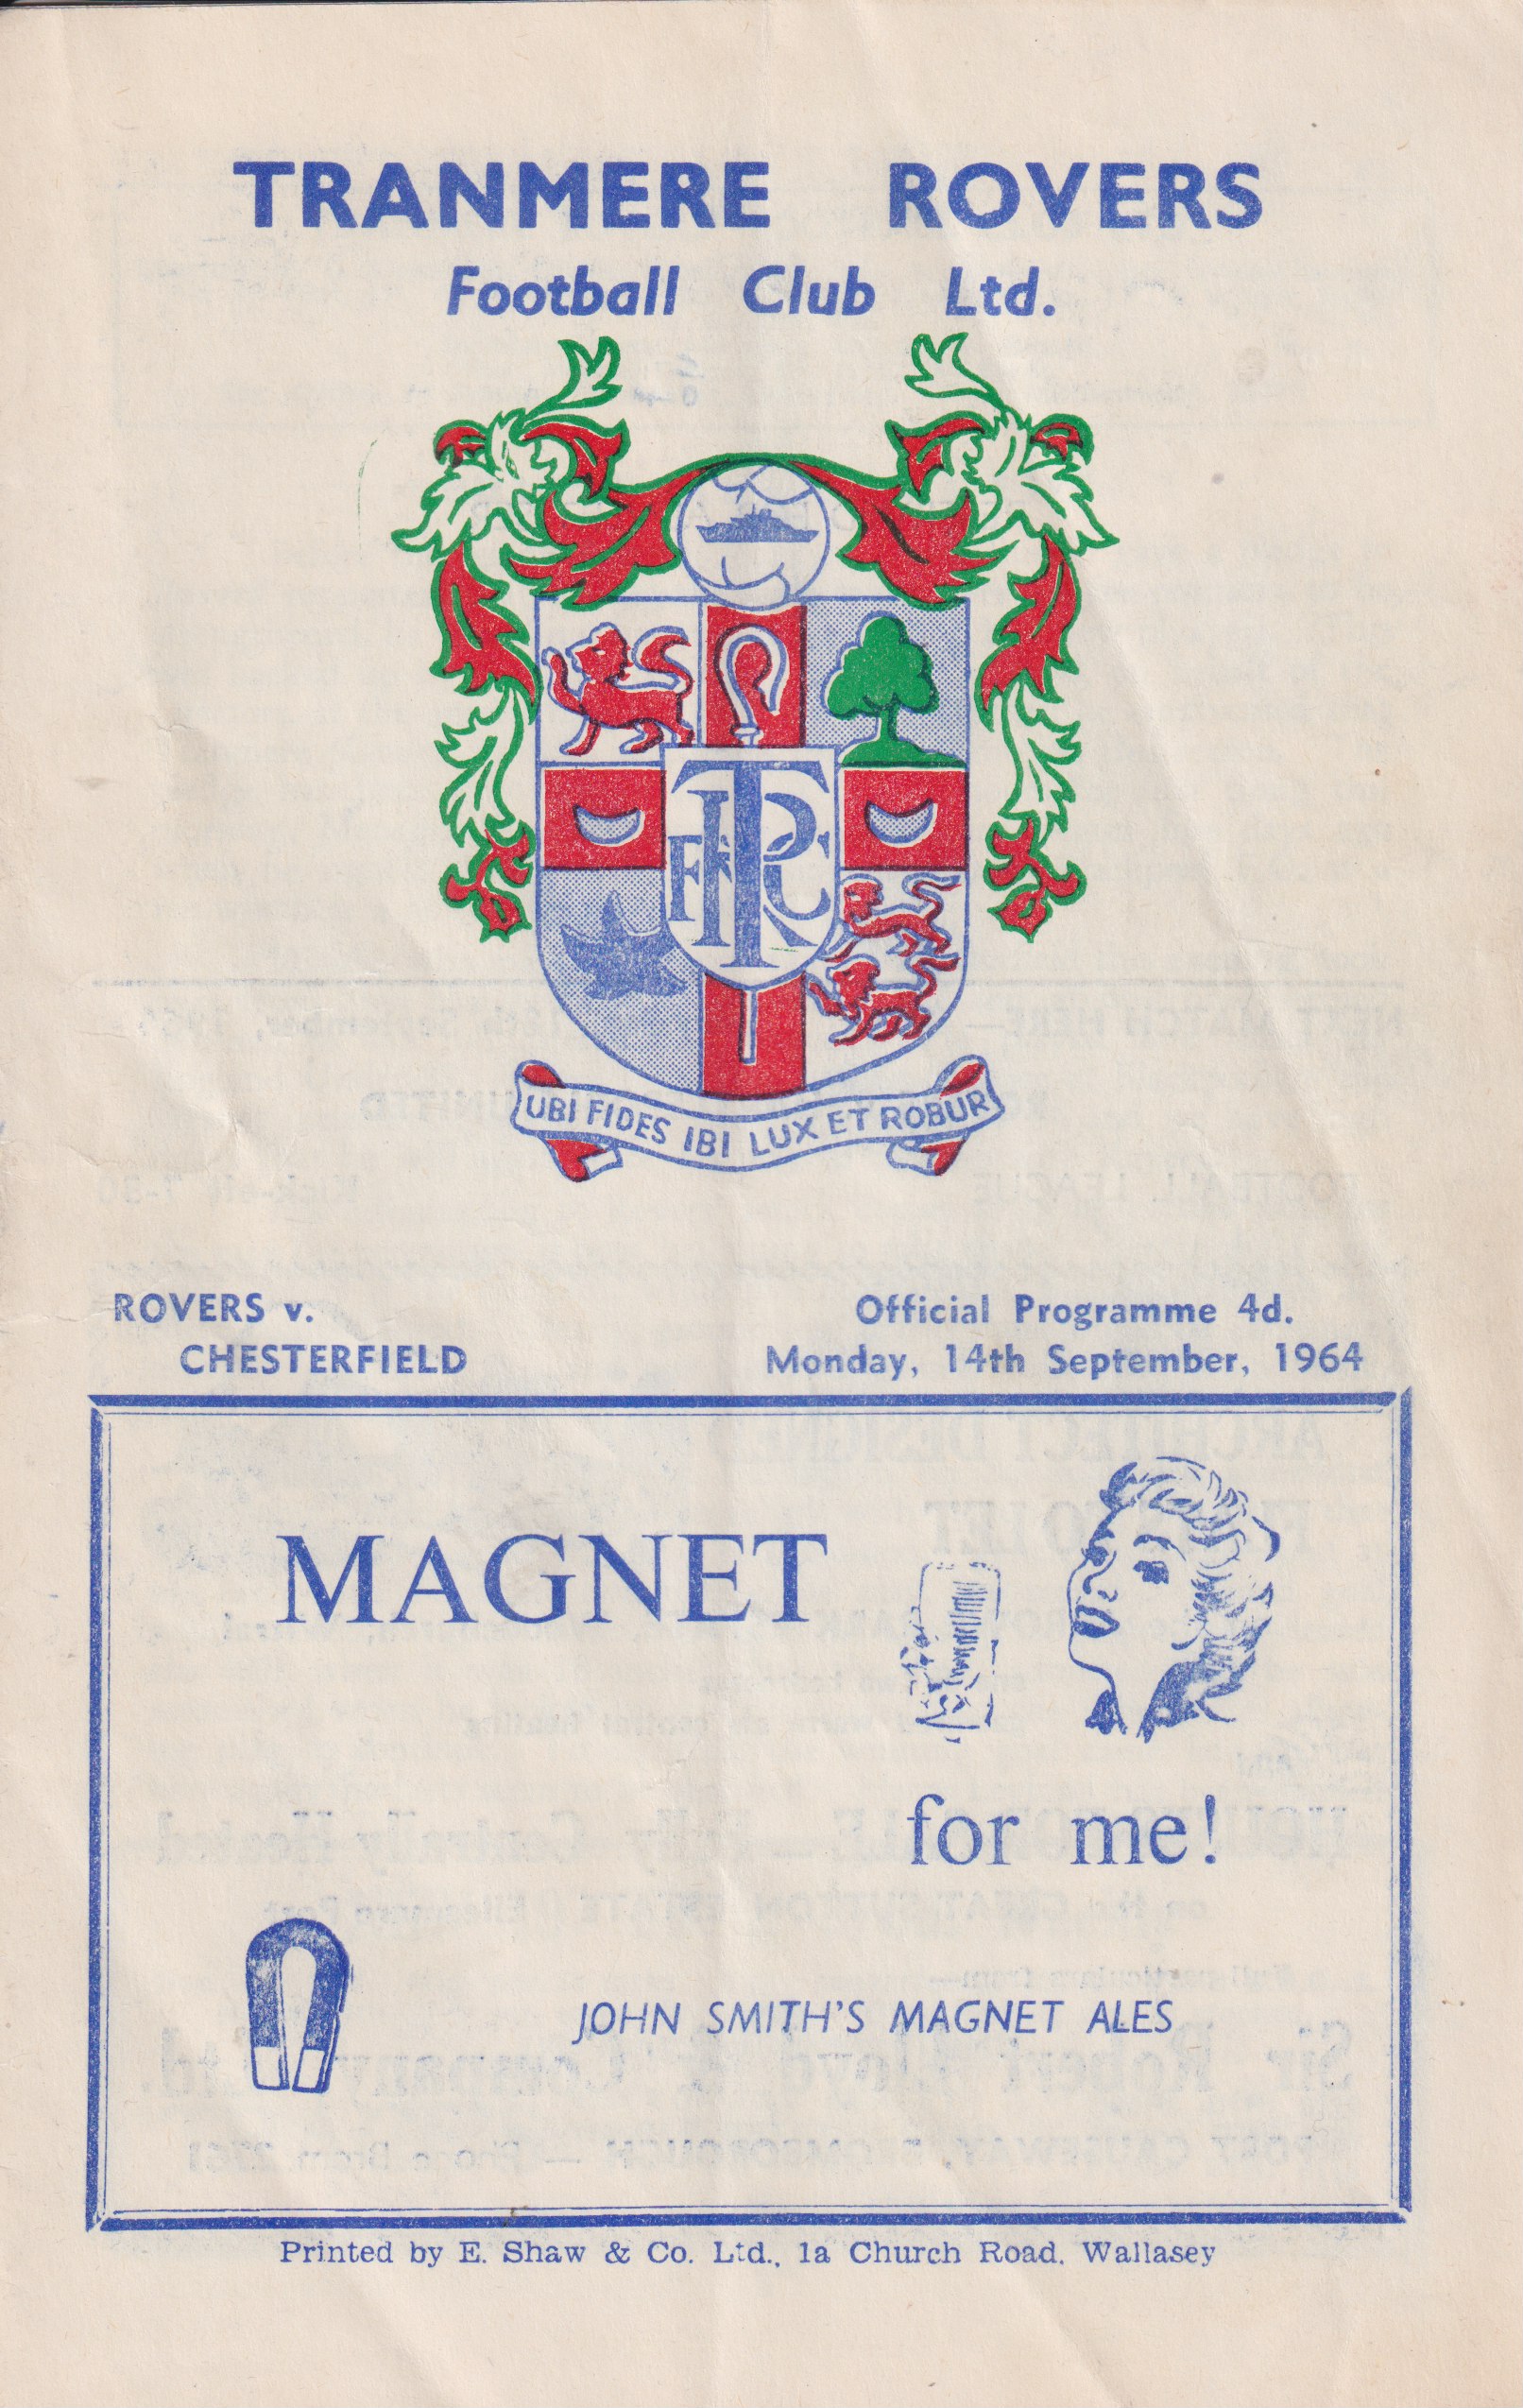 TRANMERE ROVERS
Football Club Ltd.
TRFC
UBI FIDES IBI LUX ET ROBUR
ROVERS v.
CHESTERFIELD
Official Programme 4d.
Monday, 14th September, 1964
MAGNET
for me!
JOHN SMITH'S MAGNET ALES
Printed by E. Shaw & Co. Ltd., 1a Church Road, Wallasey